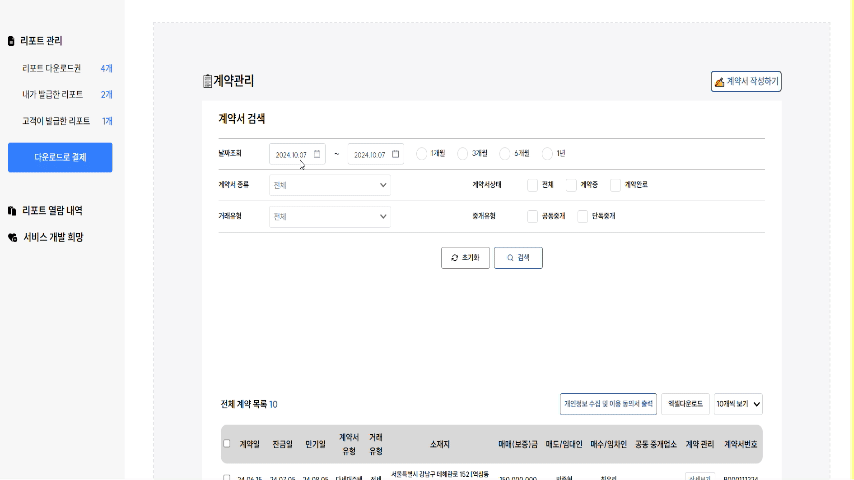 리포트 관리
리포트 다운로드권 4개
내가 발급한 리포트 2개
고객이 발급한 리포트 1개
다운로드로 결제
리포트 열람 내역
서비스 개발 희망
계약관리
계약서 작성하기
계약서 검색
날짜조회 2024.10.07 ~ 2024.10.07 1개월 3개월 6개월 1년
계약서 종류 전체 계약서상태 전체 계약중 계약완료
거래유형 전체 중개유형 공동중개 단독중개
초기화 검색
전체 계약 목록 10 개인정보 수집 및 이용 동의서 출력 엑셀다운로드 10개씩 보기
계약일 잔금일 만기일 계약서 유형 거래 유형 소재지 매매(보증)금 매도/임대인 매수/임차인 공동 중개업소 계약 관리 계약서번호
서울특별시 강남구 테헤란로 152 (역삼동
24.06.15 24.07.05 24.08.05 전세 150,000,000